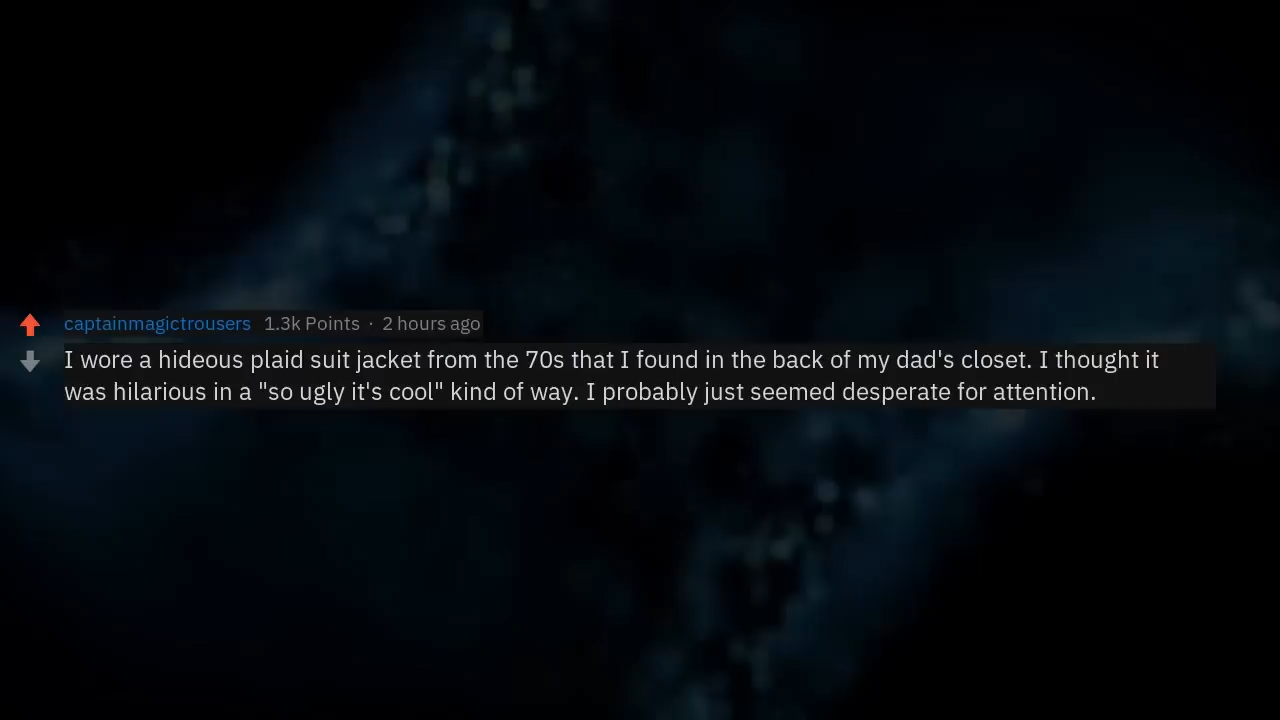 captainmagictrousers 1.3k Points · 2 hours ago
I wore a hideous plaid suit jacket from the 70s that I found in the back of my dad's closet. I thought it
was hilarious in a "so ugly it's cool" kind of way. I probably just seemed desperate for attention.